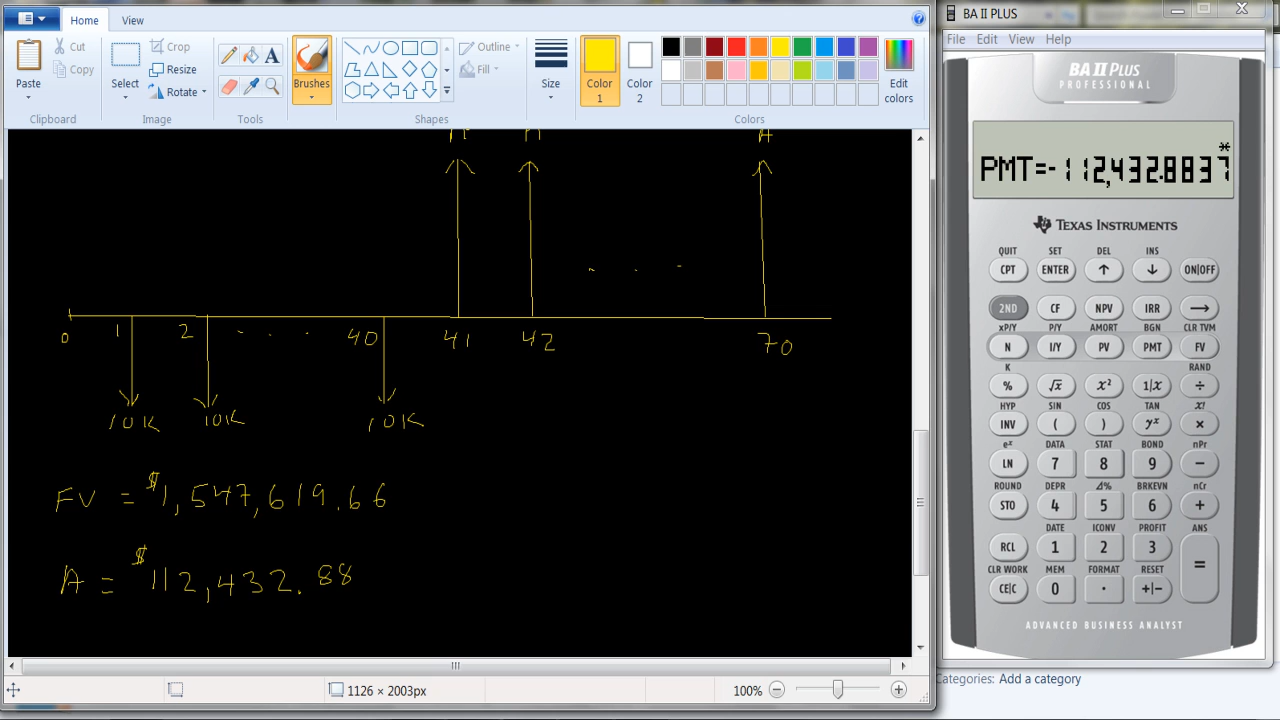 BA II PLUS
Home View
File Edit View Help
Paste
Cut
Copy
Select
Crop
Resize
Rotate
Brushes
Outline
Fill
Size
Color 1
Color 2
Edit colors
Clipboard Image Tools Shapes Colors
A
0 1 2 . . . 40 41 42 . . . 70
10K 10K 10K
FV = $1,547,619.66
A = $112,432.88
1126 × 2003px
100%
BA II PLUS
PROFESSIONAL
*
PMT=-112,432.8837
TEXAS INSTRUMENTS
QUIT SET DEL INS
CPT ENTER ↑ ↓ ON|OFF
2ND CF NPV IRR →
xP/Y P/Y AMORT BGN CLR TVM
N I/Y PV PMT FV
K RAND
% √x x² 1/x ÷
HYP SIN COS TAN x!
INV ( ) yˣ ×
eˣ DATA STAT BOND nPr
LN 7 8 9 −
ROUND DEPR Δ% BRKEVN nCr
STO 4 5 6 +
DATE ICONV PROFIT ANS
RCL 1 2 3 =
CLR WORK MEM FORMAT RESET
CE|C 0 . +|−
ADVANCED BUSINESS ANALYST
Categories: Add a category